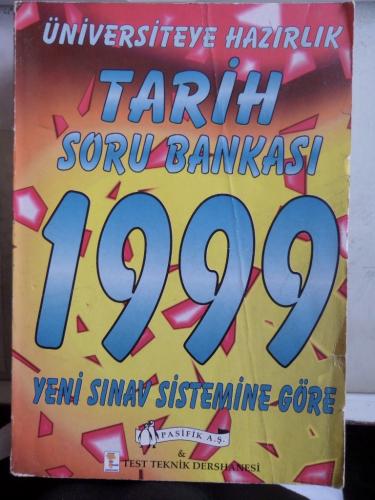 ÜNİVERSİTEYE HAZIRLIK
TARİH
SORU BANKASI
1999
YENİ SINAV SİSTEMİNE GÖRE
PASİFİK A.Ş.
&
TEST TEKNİK DERSHANESİ